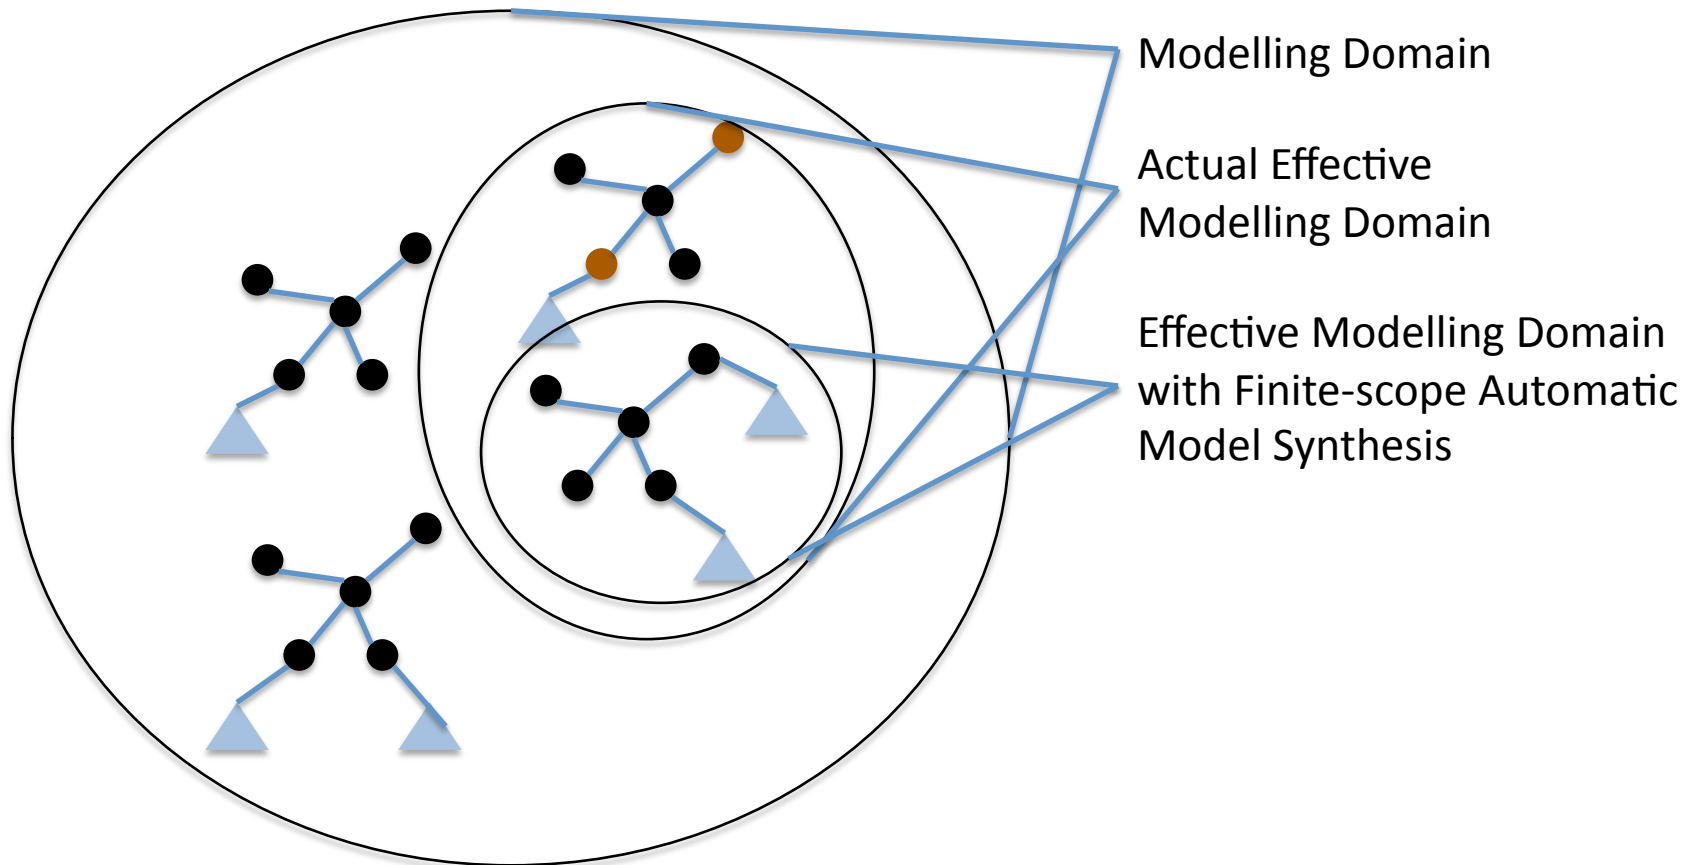 Modelling Domain
Actual Effective
Modelling Domain
Effective Modelling Domain
with Finite-scope Automatic
Model Synthesis